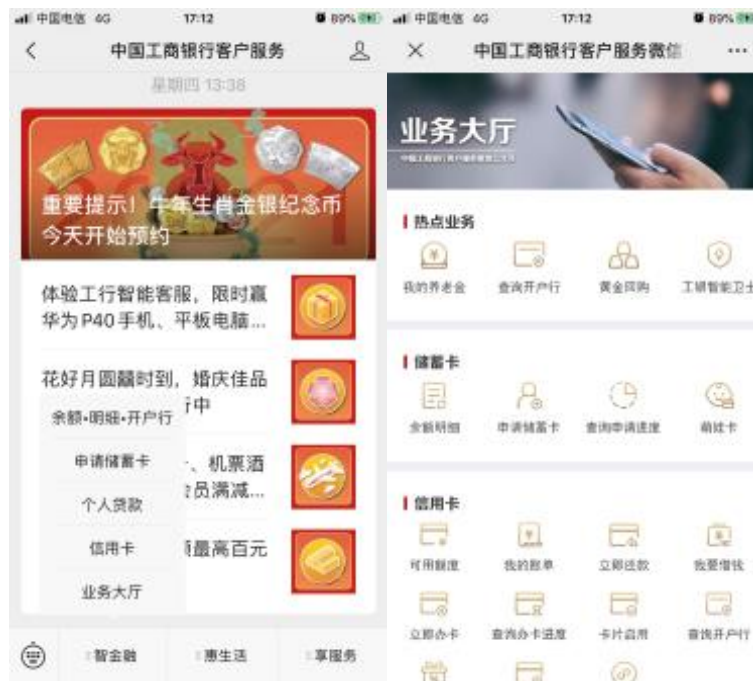 中国电信 4G 17:12 89%
中国工商银行客户服务
星期四 13:38
重要提示！牛年生肖金银纪念币
今天开始预约
体验工行智能客服，限时赢
华为P40手机、平板电脑...
花好月圆囍时到，婚庆佳品
行中
、机票酒
会员满减...
最高百元
余额·明细·开户行
申请储蓄卡
个人贷款
信用卡
业务大厅
智金融 惠生活 享服务
中国电信 4G 17:12 89%
中国工商银行客户服务微信
业务大厅
热点业务
我的养老金 查询开户行 黄金回购 工银智能卫士
储蓄卡
余额明细 申请储蓄卡 查询申请进度 萌娃卡
信用卡
可用额度 我的账单 立即还款 我要借钱
立即办卡 查询办卡进度 卡片启用 查询开户行